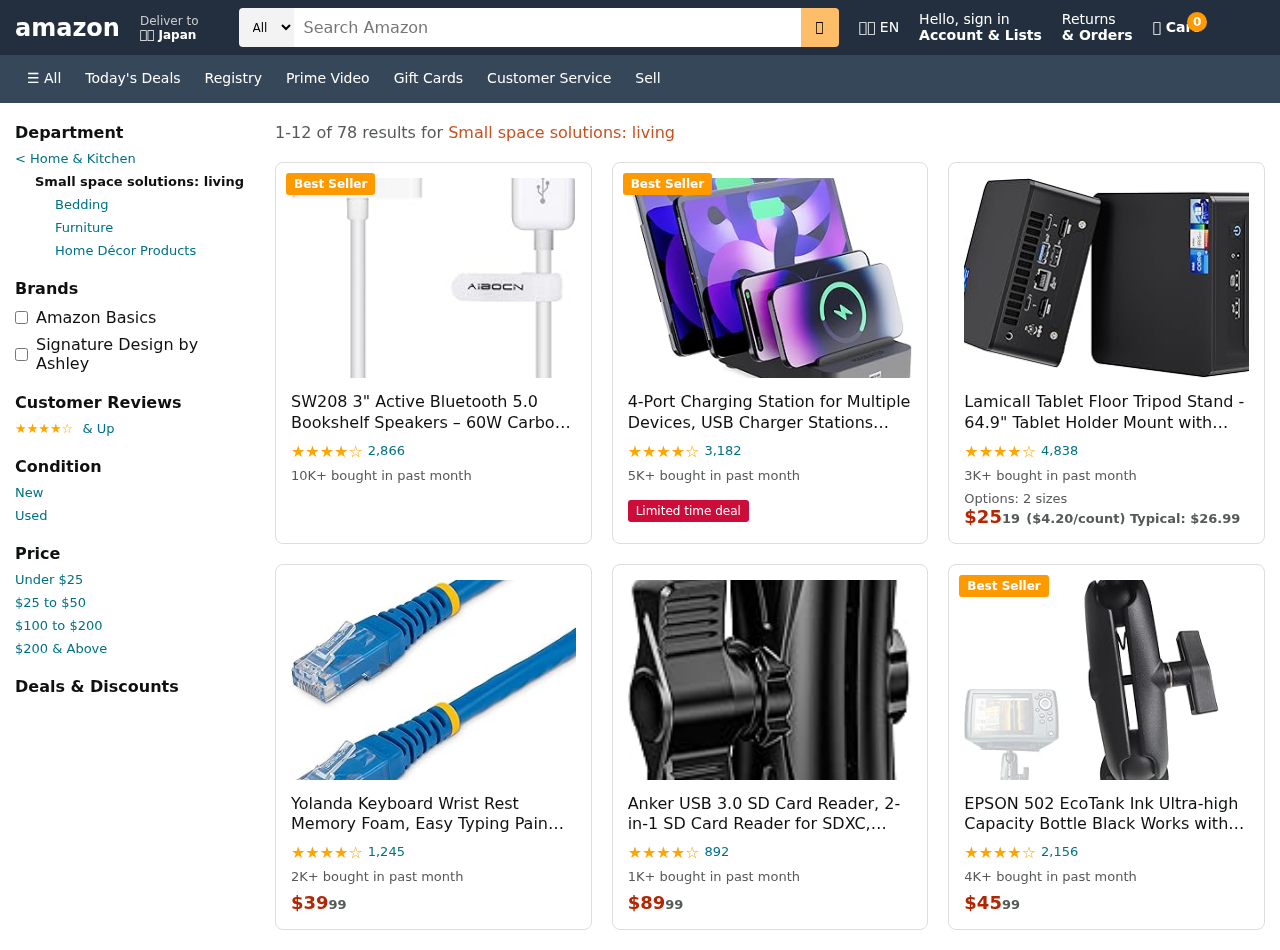 amazon
Deliver to
Japan
All
Search Amazon
EN
Hello, sign in
Account & Lists
Returns
& Orders
0
☰ All
Today's Deals
Registry
Prime Video
Gift Cards
Customer Service
Sell
Department
< Home & Kitchen
Small space solutions: living
Bedding
Furniture
Home Décor Products
Brands
Amazon Basics
Signature Design by
Ashley
Customer Reviews
★★★★☆ & Up
Condition
New
Used
Price
Under $25
$25 to $50
$100 to $200
$200 & Above
Deals & Discounts
1-12 of 78 results for Small space solutions: living
Best Seller
AiBOCN
SW208 3" Active Bluetooth 5.0
Bookshelf Speakers – 60W Carbo...
★★★★☆ 2,866
10K+ bought in past month
Best Seller
4-Port Charging Station for Multiple
Devices, USB Charger Stations...
★★★★☆ 3,182
5K+ bought in past month
Limited time deal
Lamicall Tablet Floor Tripod Stand -
64.9" Tablet Holder Mount with...
★★★★☆ 4,838
3K+ bought in past month
Options: 2 sizes
$2519 ($4.20/count) Typical: $26.99
Yolanda Keyboard Wrist Rest
Memory Foam, Easy Typing Pain...
★★★★☆ 1,245
2K+ bought in past month
$3999
Anker USB 3.0 SD Card Reader, 2-
in-1 SD Card Reader for SDXC,...
★★★★☆ 892
1K+ bought in past month
$8999
Best Seller
EPSON 502 EcoTank Ink Ultra-high
Capacity Bottle Black Works with...
★★★★☆ 2,156
4K+ bought in past month
$4599